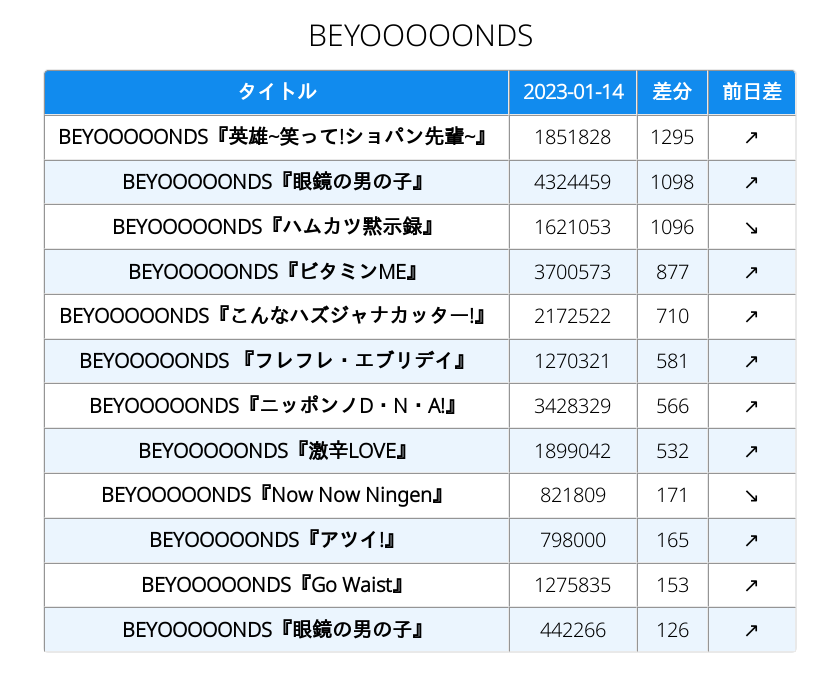 BEYOOOOONDS
タイトル 2023-01-14 差分 前日差
BEYOOOOONDS『英雄~笑って!ショパン先輩~』 1851828 1295 ↗
BEYOOOOONDS『眼鏡の男の子』 4324459 1098 ↗
BEYOOOOONDS『ハムカツ黙示録』 1621053 1096 ↘
BEYOOOOONDS『ビタミンME』 3700573 877 ↗
BEYOOOOONDS『こんなハズジャナカッター!』 2172522 710 ↗
BEYOOOOONDS 『フレフレ・エブリデイ』 1270321 581 ↗
BEYOOOOONDS『ニッポンノD・N・A!』 3428329 566 ↗
BEYOOOOONDS『激辛LOVE』 1899042 532 ↗
BEYOOOOONDS『Now Now Ningen』 821809 171 ↘
BEYOOOOONDS『アツイ!』 798000 165 ↗
BEYOOOOONDS『Go Waist』 1275835 153 ↗
BEYOOOOONDS『眼鏡の男の子』 442266 126 ↗